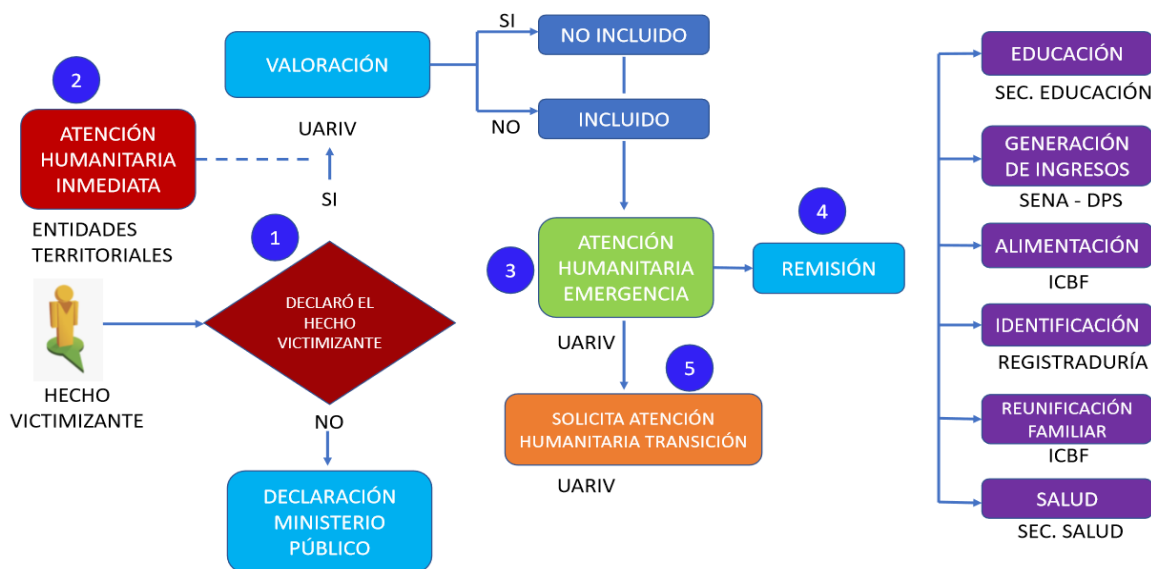 2
ATENCIÓN
HUMANITARIA
INMEDIATA
ENTIDADES
TERRITORIALES
HECHO
VICTIMIZANTE
1
DECLARÓ EL
HECHO
VICTIMIZANTE
NO
DECLARACIÓN
MINISTERIO
PÚBLICO
SI
UARIV
VALORACIÓN
SI
NO INCLUIDO
NO
INCLUIDO
3
ATENCIÓN
HUMANITARIA
EMERGENCIA
UARIV
4
REMISIÓN
5
SOLICITA ATENCIÓN
HUMANITARIA TRANSICIÓN
UARIV
EDUCACIÓN
SEC. EDUCACIÓN
GENERACIÓN
DE INGRESOS
SENA - DPS
ALIMENTACIÓN
ICBF
IDENTIFICACIÓN
REGISTRADURÍA
REUNIFICACIÓN
FAMILIAR
ICBF
SALUD
SEC. SALUD